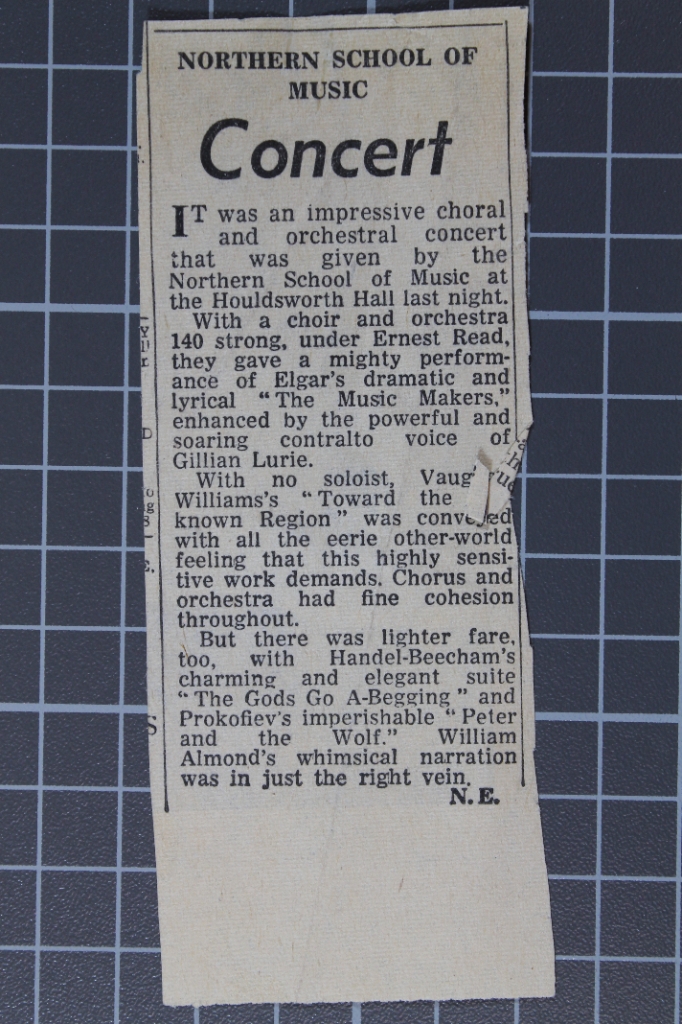 NORTHERN SCHOOL OF
MUSIC
Concert
IT was an impressive choral
and orchestral concert
that was given by the
Northern School of Music at
the Houldsworth Hall last night.
With a choir and orchestra
140 strong, under Ernest Read,
they gave a mighty perform-
ance of Elgar's dramatic and
lyrical "The Music Makers,"
enhanced by the powerful and
soaring contralto voice of
Gillian Lurie.
With no soloist, Vaug
Williams's "Toward the
known Region" was conveyed
with all the eerie other-world
feeling that this highly sensi-
tive work demands. Chorus and
orchestra had fine cohesion
throughout.
But there was lighter fare,
too, with Handel-Beecham's
charming and elegant suite
"The Gods Go A-Begging" and
Prokofiev's imperishable "Peter
and the Wolf." William
Almond's whimsical narration
was in just the right vein.
N. E.